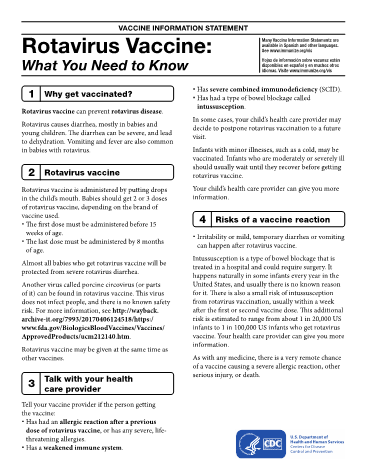 VACCINE INFORMATION STATEMENT
Rotavirus Vaccine:
What You Need to Know
Many Vaccine Information Statements are
available in Spanish and other languages.
See www.immunize.org/vis
Hojas de información sobre vacunas están
disponibles en español y en muchos otros
idiomas. Visite www.immunize.org/vis
1 Why get vaccinated?
Rotavirus vaccine can prevent rotavirus disease.
Rotavirus causes diarrhea, mostly in babies and
young children. The diarrhea can be severe, and lead
to dehydration. Vomiting and fever are also common
in babies with rotavirus.
2 Rotavirus vaccine
Rotavirus vaccine is administered by putting drops
in the child's mouth. Babies should get 2 or 3 doses
of rotavirus vaccine, depending on the brand of
vaccine used.
• The first dose must be administered before 15
weeks of age.
• The last dose must be administered by 8 months
of age.
Almost all babies who get rotavirus vaccine will be
protected from severe rotavirus diarrhea.
Another virus called porcine circovirus (or parts
of it) can be found in rotavirus vaccine. This virus
does not infect people, and there is no known safety
risk. For more information, see http://wayback.
archive-it.org/7993/20170406124518/https:/
www.fda.gov/BiologicsBloodVaccines/Vaccines/
ApprovedProducts/ucm212140.htm.
Rotavirus vaccine may be given at the same time as
other vaccines.
3 Talk with your health
care provider
Tell your vaccine provider if the person getting
the vaccine:
• Has had an allergic reaction after a previous
dose of rotavirus vaccine, or has any severe, life-
threatening allergies.
• Has a weakened immune system.
• Has severe combined immunodeficiency (SCID).
• Has had a type of bowel blockage called
intussusception.
In some cases, your child's health care provider may
decide to postpone rotavirus vaccination to a future
visit.
Infants with minor illnesses, such as a cold, may be
vaccinated. Infants who are moderately or severely ill
should usually wait until they recover before getting
rotavirus vaccine.
Your child's health care provider can give you more
information.
4 Risks of a vaccine reaction
• Irritability or mild, temporary diarrhea or vomiting
can happen after rotavirus vaccine.
Intussusception is a type of bowel blockage that is
treated in a hospital and could require surgery. It
happens naturally in some infants every year in the
United States, and usually there is no known reason
for it. There is also a small risk of intussusception
from rotavirus vaccination, usually within a week
after the first or second vaccine dose. This additional
risk is estimated to range from about 1 in 20,000 US
infants to 1 in 100,000 US infants who get rotavirus
vaccine. Your health care provider can give you more
information.
As with any medicine, there is a very remote chance
of a vaccine causing a severe allergic reaction, other
serious injury, or death.
CDC
U.S. Department of
Health and Human Services
Centers for Disease
Control and Prevention